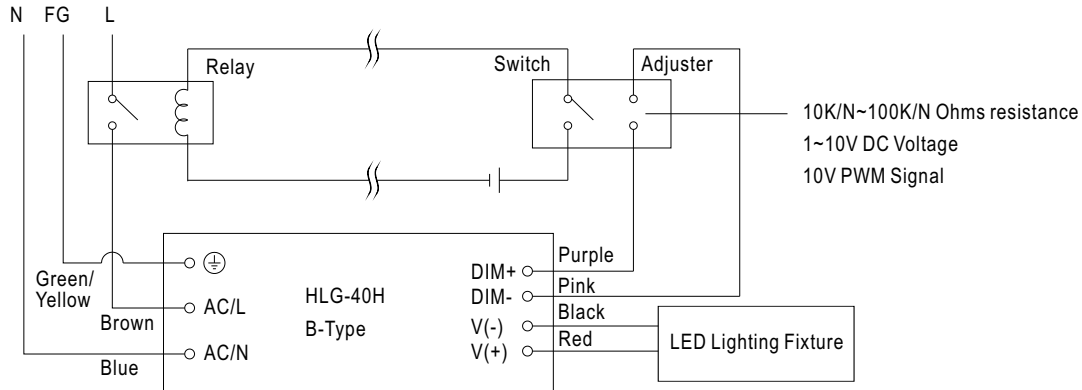 N FG L
Relay
Switch
Adjuster
10K/N~100K/N Ohms resistance
1~10V DC Voltage
10V PWM Signal
Green/
Yellow
Brown
Blue
AC/L
AC/N
HLG-40H
B-Type
DIM+
DIM-
V(-)
V(+)
Purple
Pink
Black
Red
LED Lighting Fixture